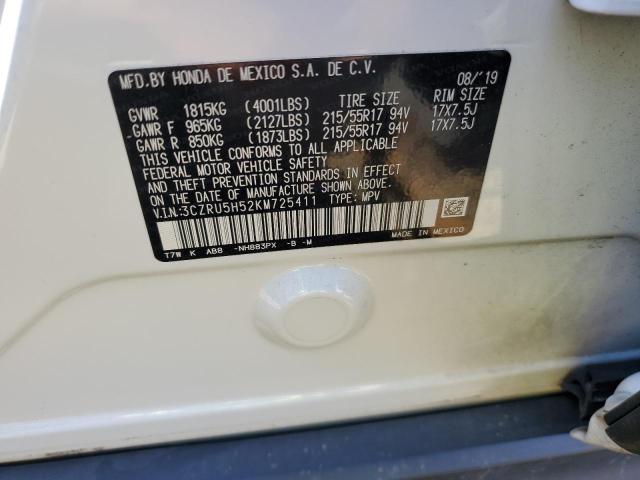 MFD.BY HONDA DE MEXICO S.A. DE C.V. 08/'19
GVWR 1815KG (4001LBS) TIRE SIZE RIM SIZE
GAWR F 965KG (2127LBS) 215/55R17 94V 17X7.5J
GAWR R 850KG (1873LBS) 215/55R17 94V 17X7.5J
THIS VEHICLE CONFORMS TO ALL APPLICABLE
FEDERAL MOTOR VEHICLE SAFETY
AND THEFT PREVENTION STANDARDS IN EFFECT
ON THE DATE OF MANUFACTURE SHOWN ABOVE.
V.I.N:3CZRU5H52KM725411 TYPE: MPV
T7W K AB8 -NH883PX -B -M MADE IN MEXICO